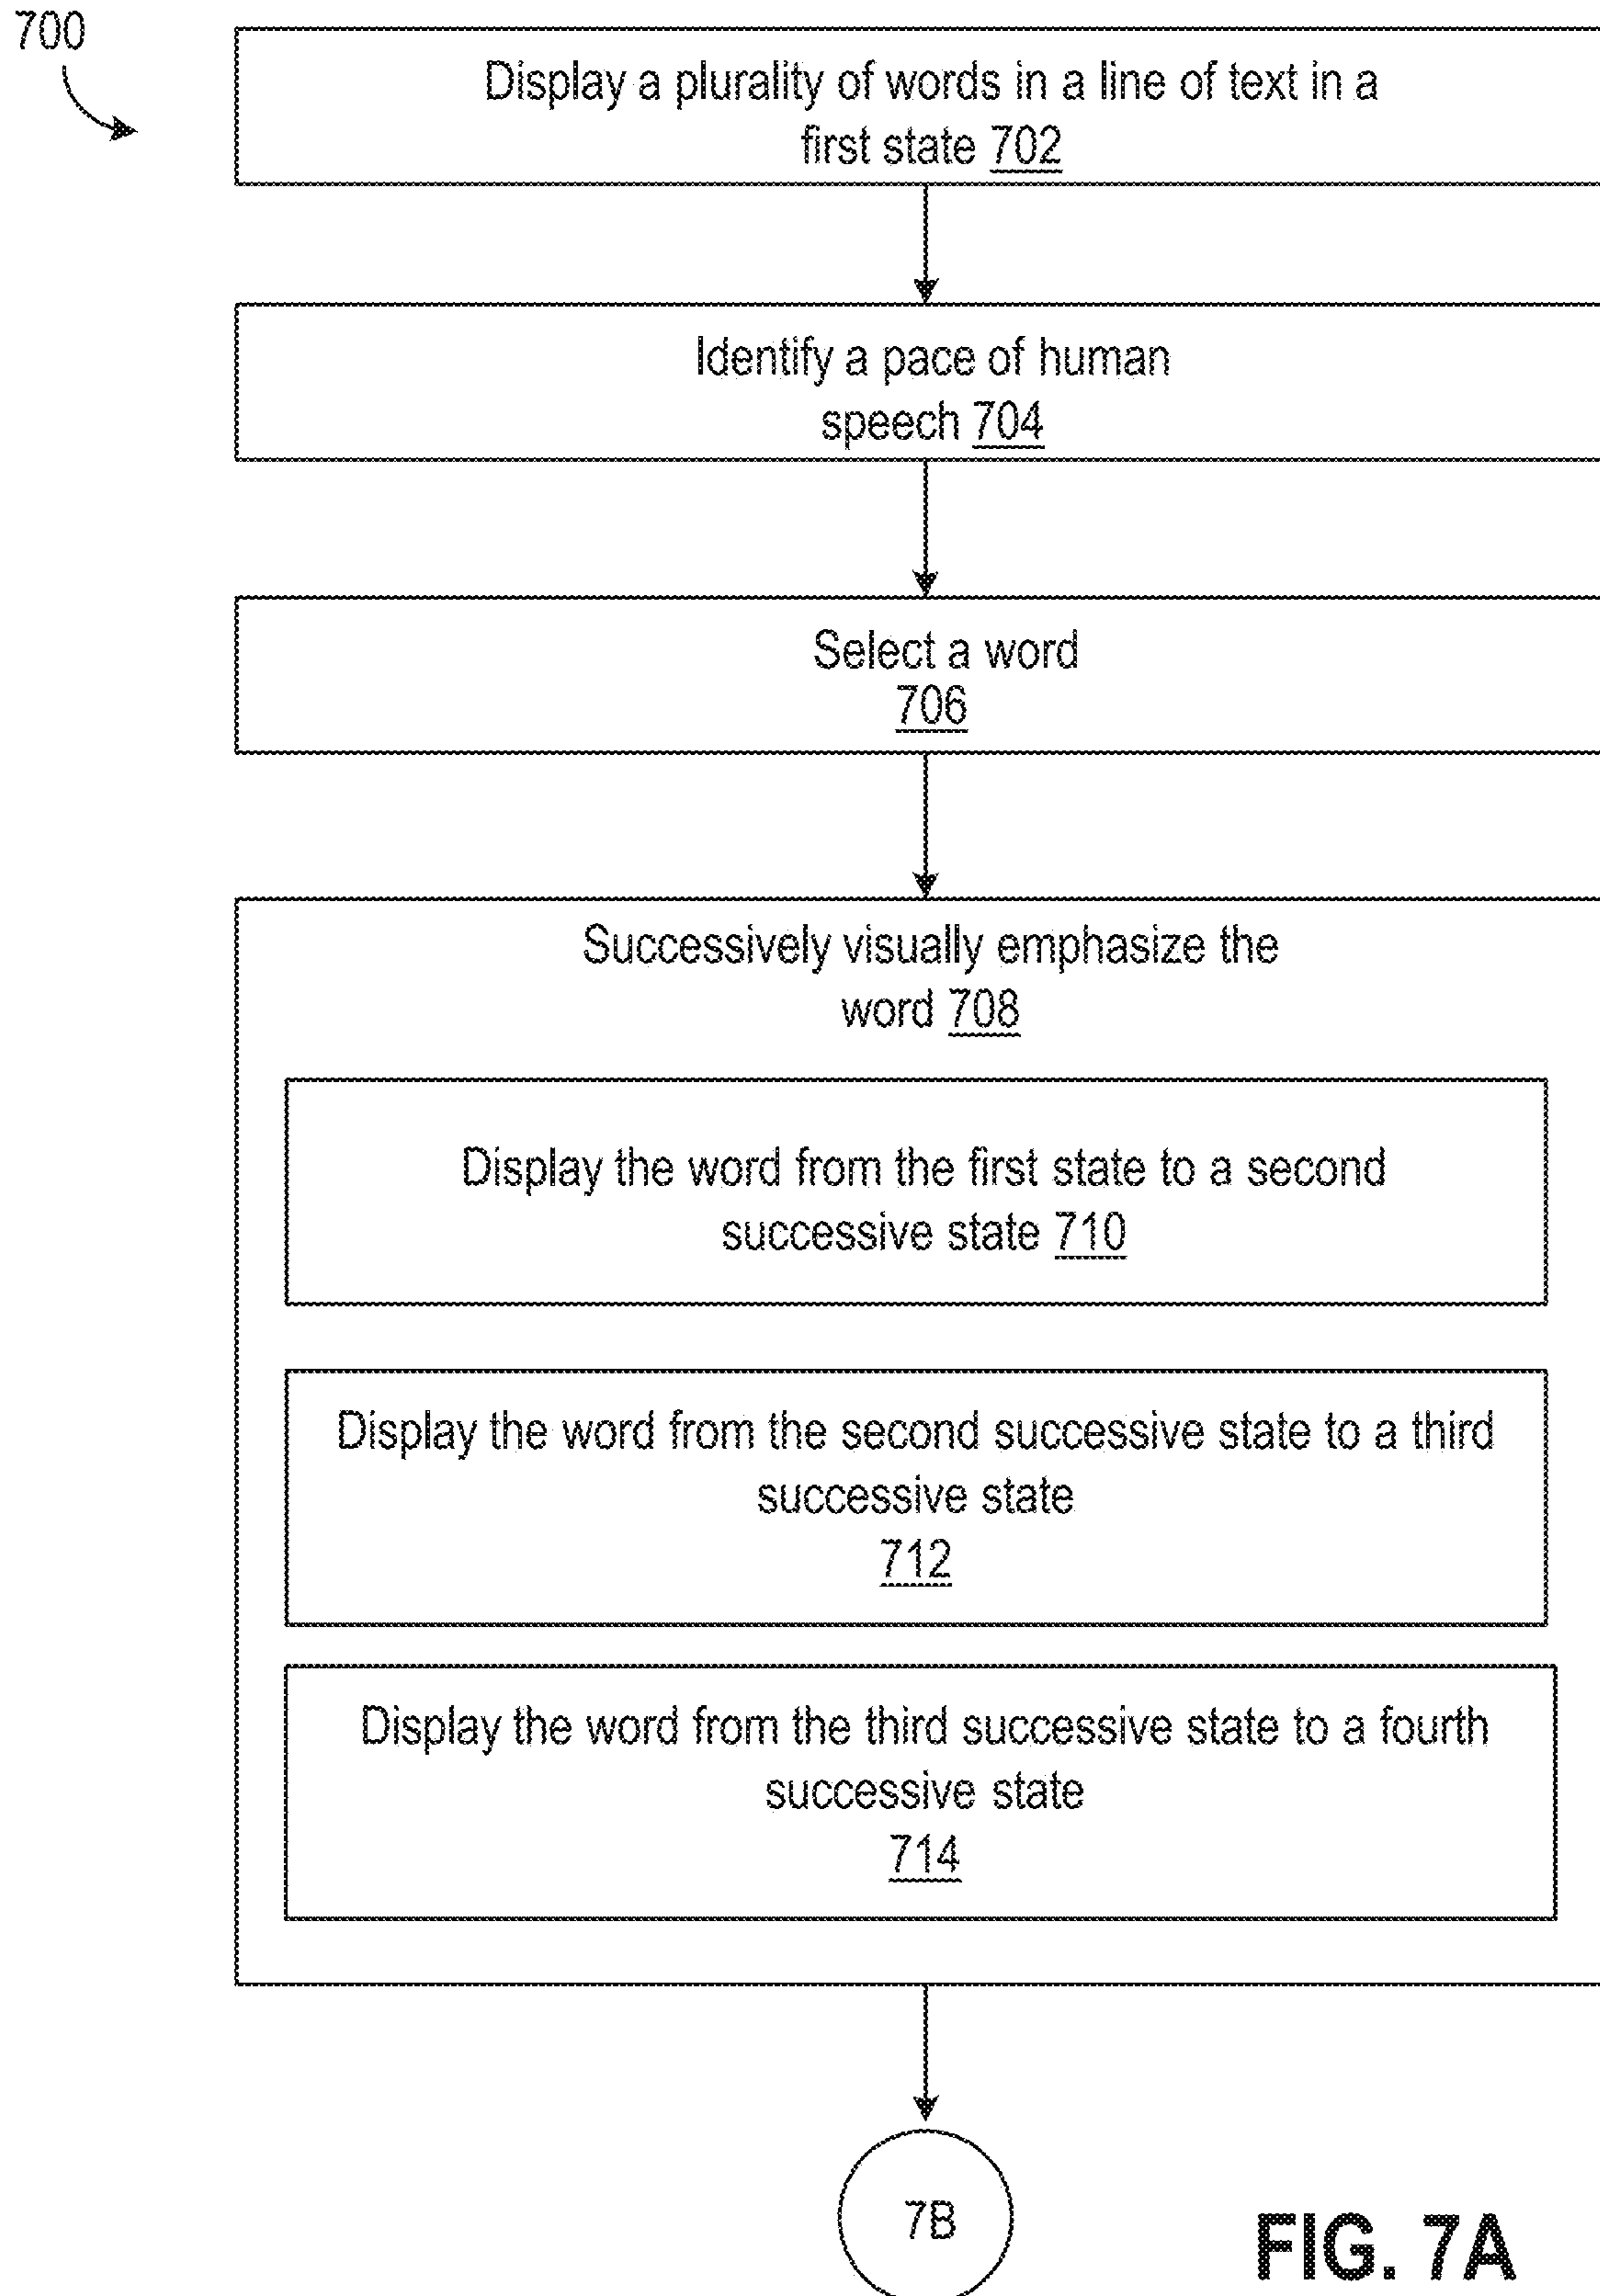 700
Display a plurality of words in a line of text in a
first state 702
Identify a pace of human
speech 704
Select a word
706
Successively visually emphasize the
word 708
Display the word from the first state to a second
successive state 710
Display the word from the second successive state to a third
successive state
712
Display the word from the third successive state to a fourth
successive state
714
7B
FIG. 7A